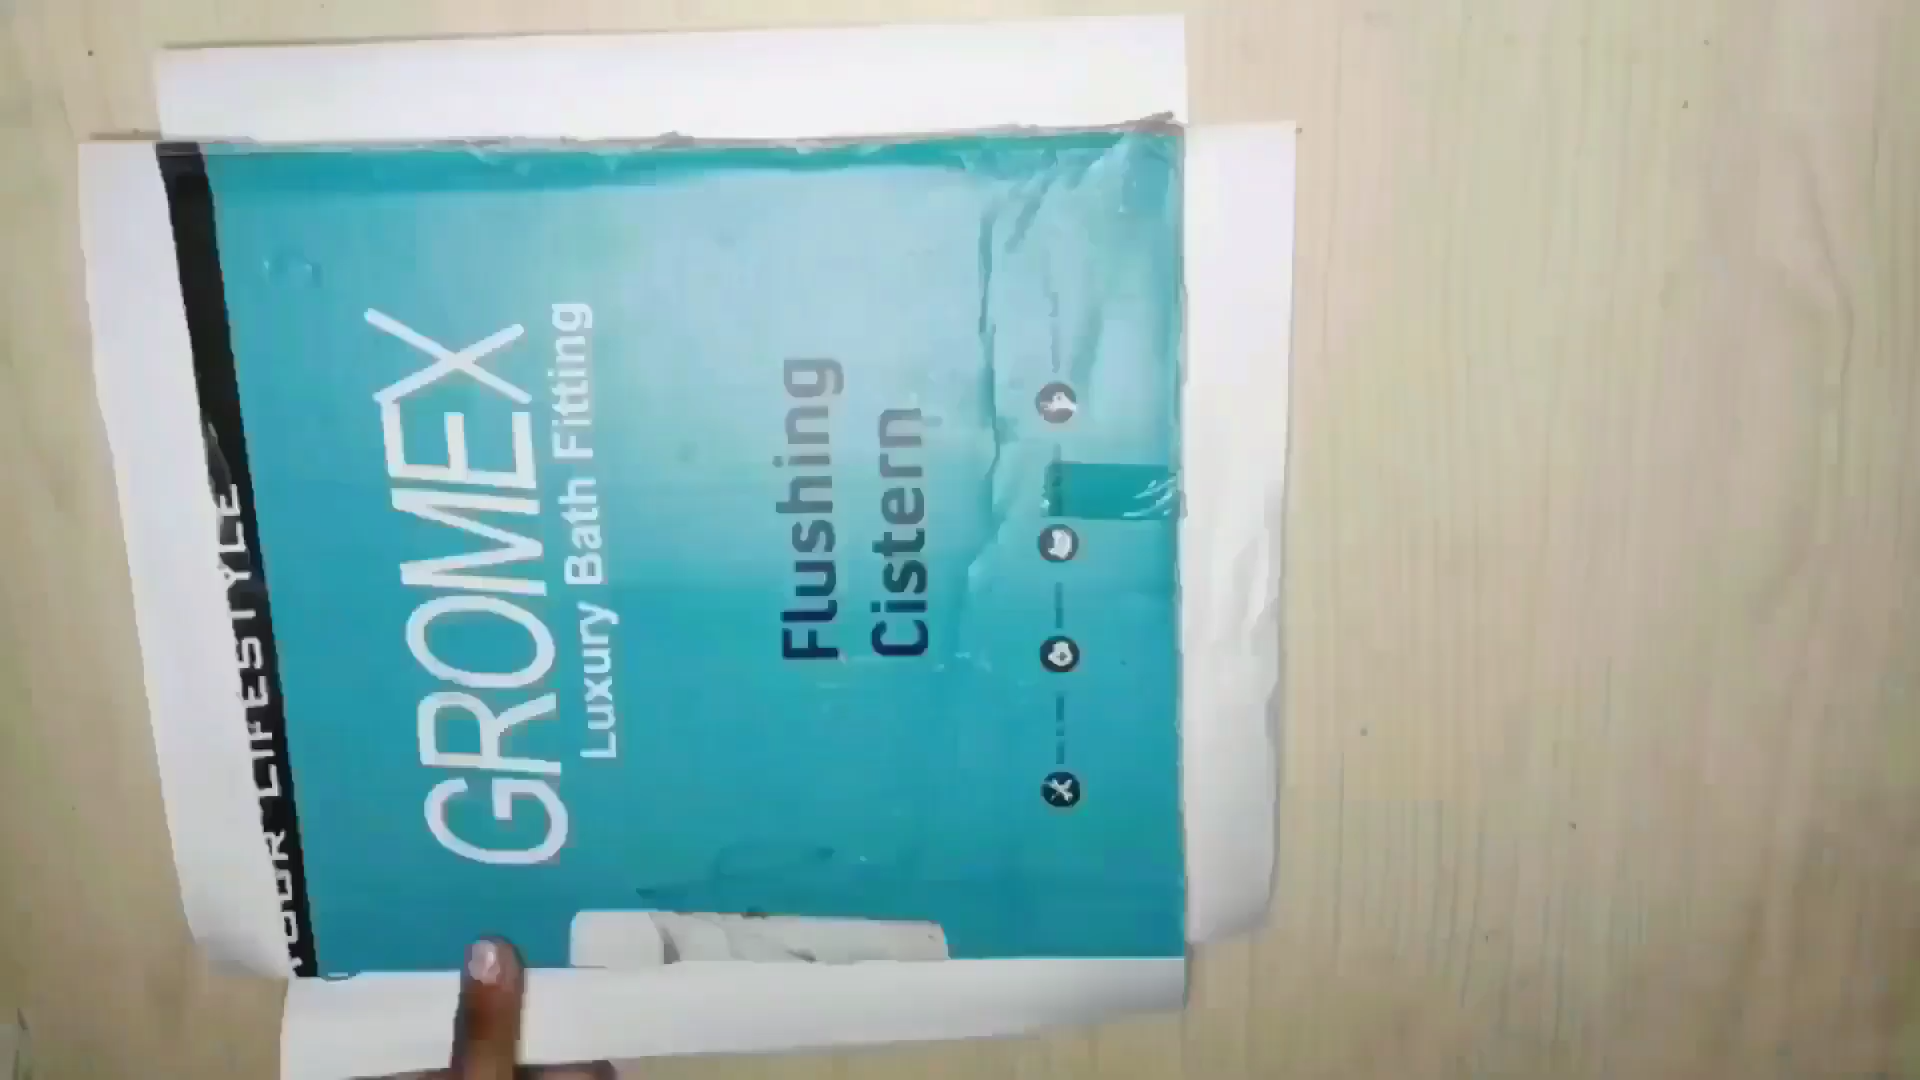 YOUR LIFESTYLE
GROMEX
Luxury Bath Fitting
Flushing
Cistern